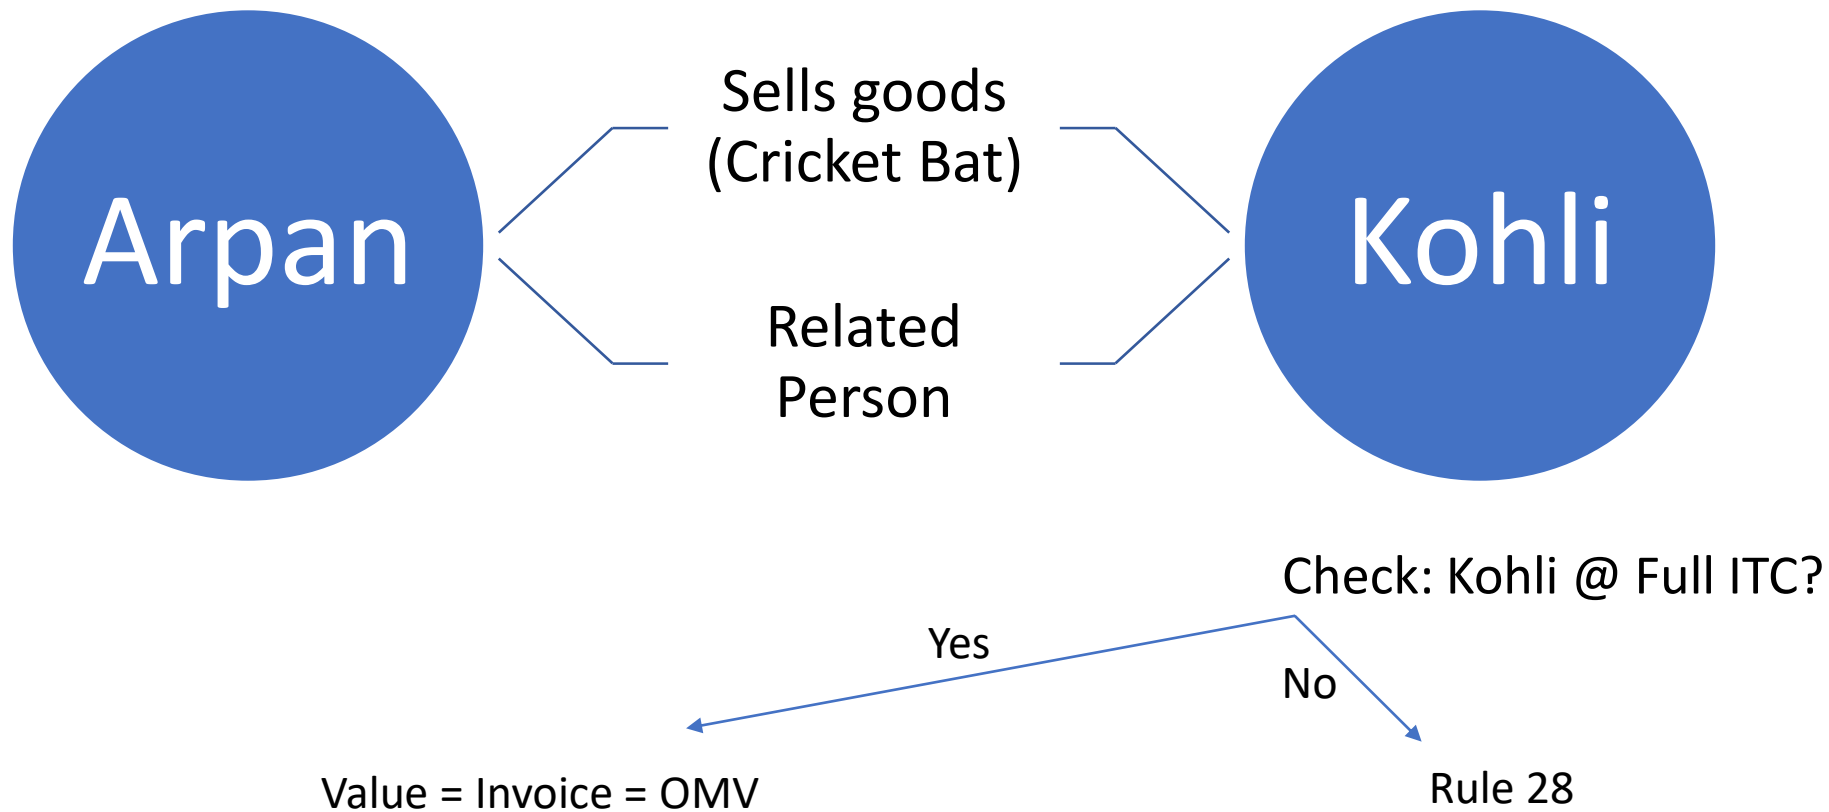 Arpan
Sells goods
(Cricket Bat)
Related
Person
Kohli
Check: Kohli @ Full ITC?
Yes
No
Value = Invoice = OMV
Rule 28